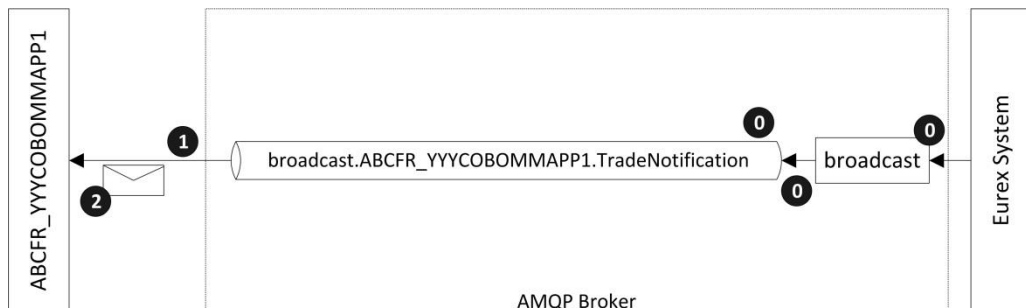 ABCFR_YYYCOBOMMAPP1
1
2
broadcast.ABCFR_YYYCOBOMMAPP1.TradeNotification
0
0
broadcast
0
Eurex System
AMQP Broker